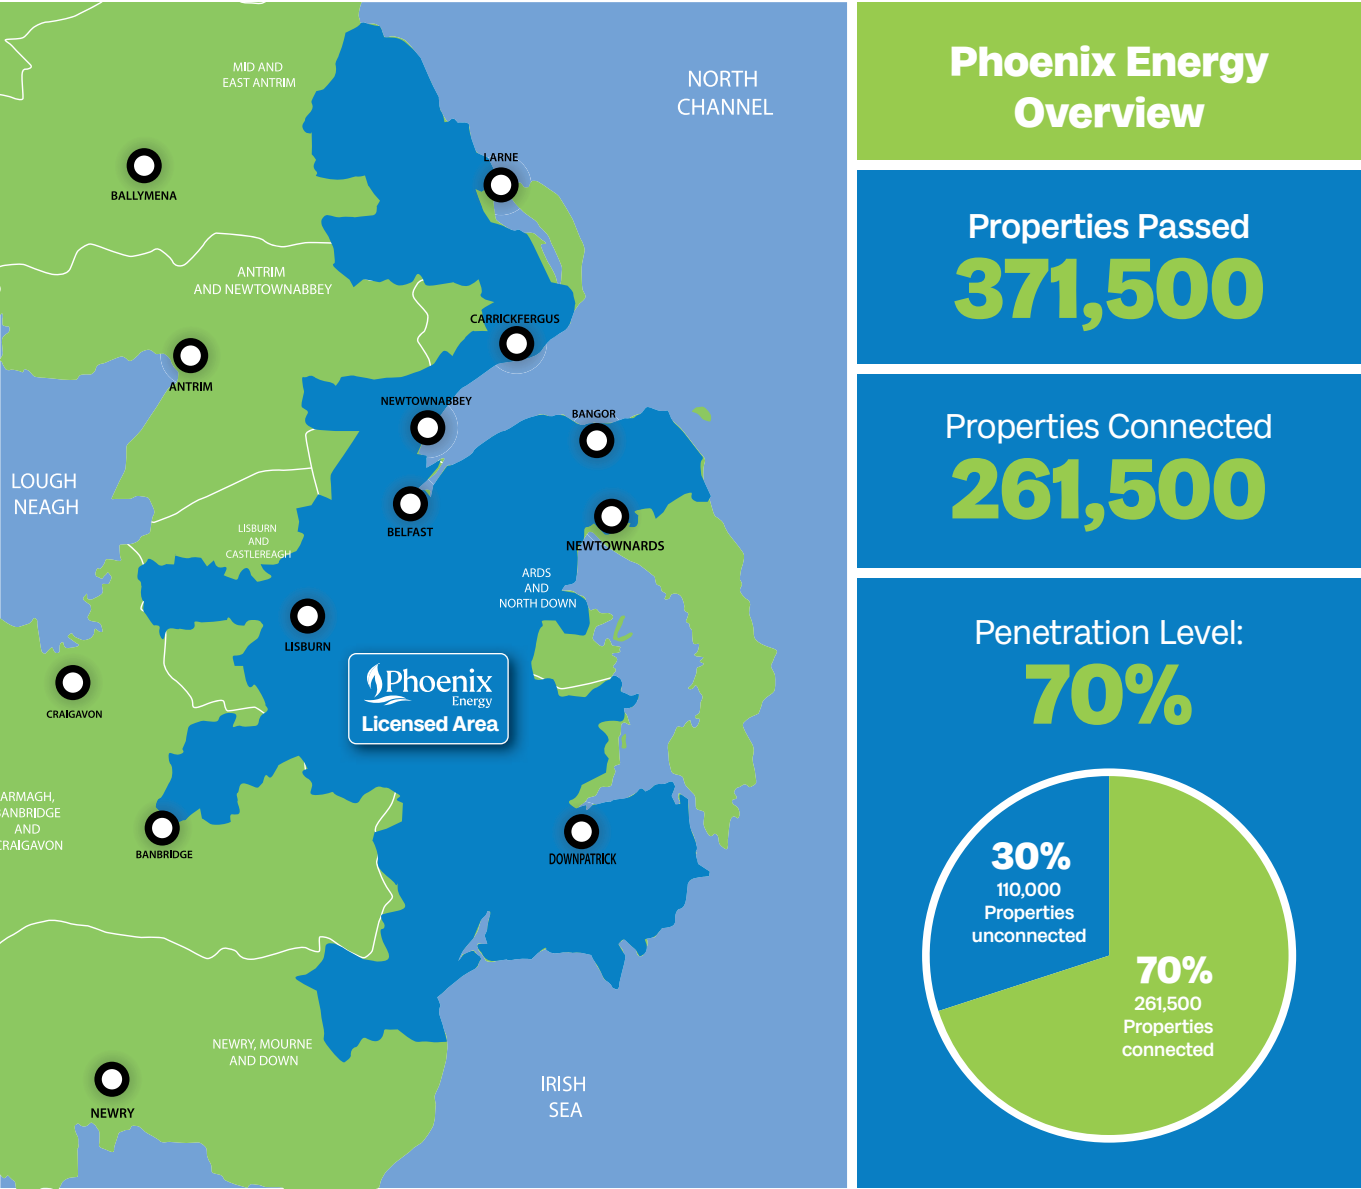 MID AND
EAST ANTRIM
NORTH
CHANNEL
LARNE
BALLYMENA
ANTRIM
AND NEWTOWNABBEY
CARRICKFERGUS
ANTRIM
NEWTOWNABBEY
BANGOR
LOUGH
NEAGH
BELFAST
LISBURN
AND
CASTLEREAGH
NEWTOWNARDS
ARDS
AND
NORTH DOWN
LISBURN
Phoenix
Energy
Licensed Area
CRAIGAVON
ARMAGH,
BANBRIDGE
AND
CRAIGAVON
BANBRIDGE
DOWNPATRICK
NEWRY, MOURNE
AND DOWN
IRISH
SEA
NEWRY
Phoenix Energy
Overview
Properties Passed
371,500
Properties Connected
261,500
Penetration Level:
70%
30%
110,000
Properties
unconnected
70%
261,500
Properties
connected